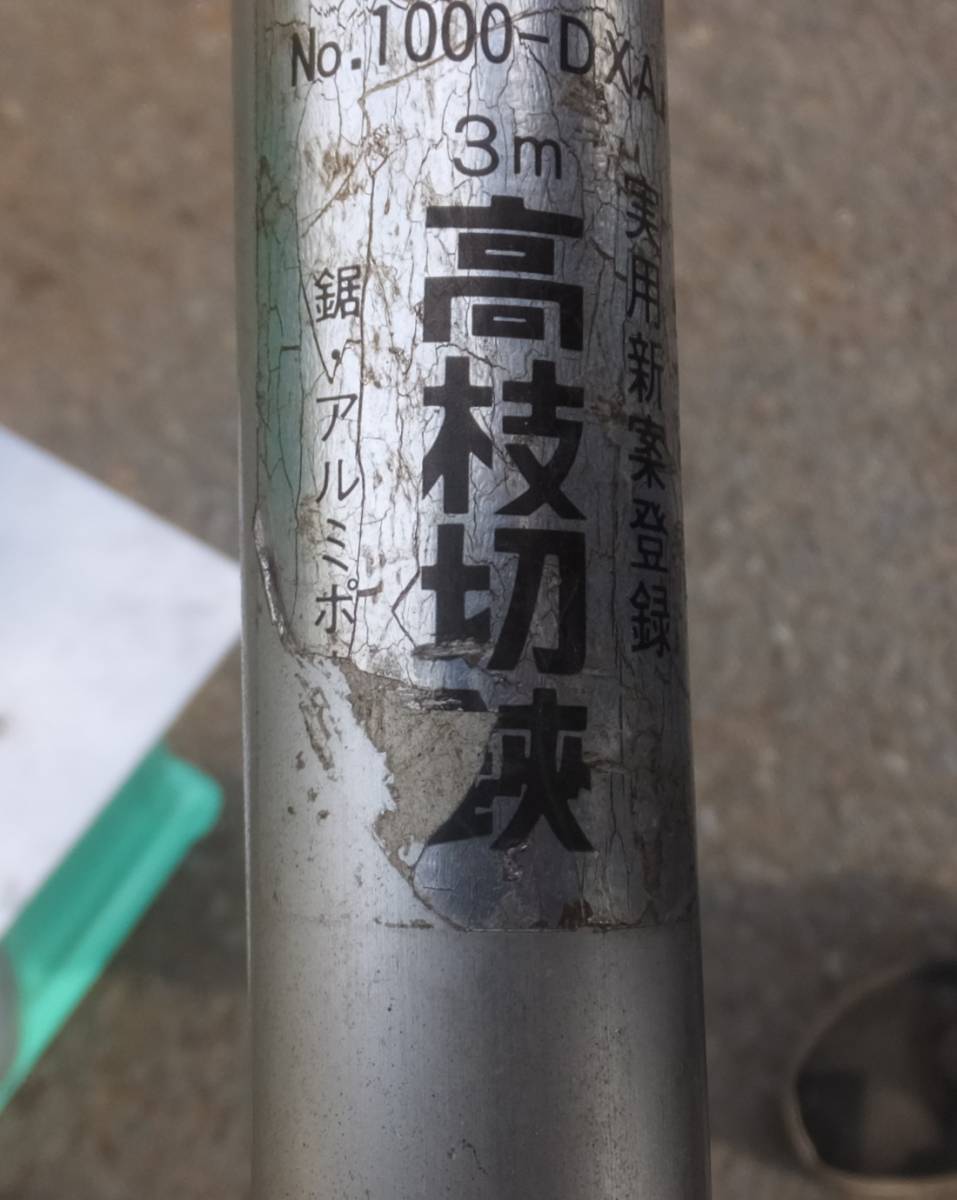 No.1000-DXA
3m
実用新案登録
高枝切鋏
鋸・アルミポ